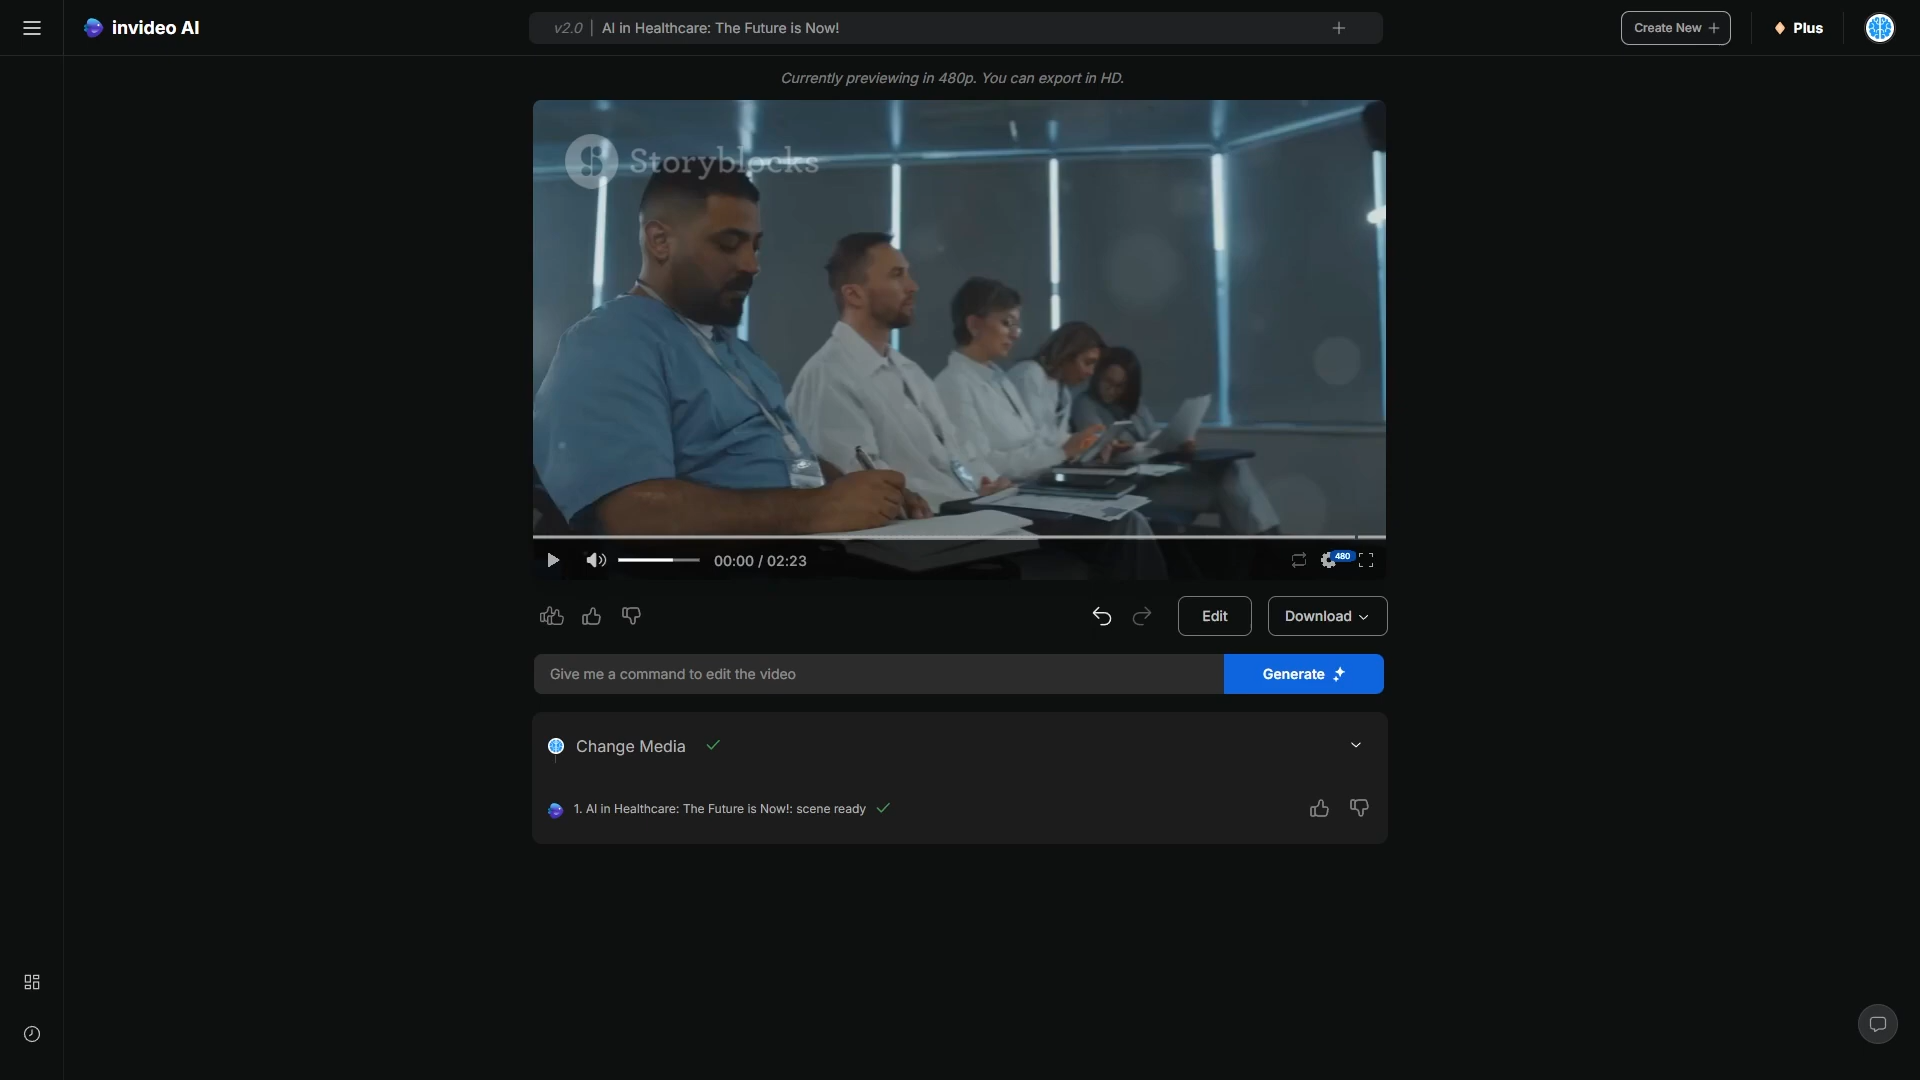 invideo AI
v2.0 | AI in Healthcare: The Future is Now!
Create New
Plus
Currently previewing in 480p. You can export in HD.
Storyblocks
00:00 / 02:23
480
Edit
Download
Give me a command to edit the video
Generate
Change Media
1. AI in Healthcare: The Future is Now!: scene ready